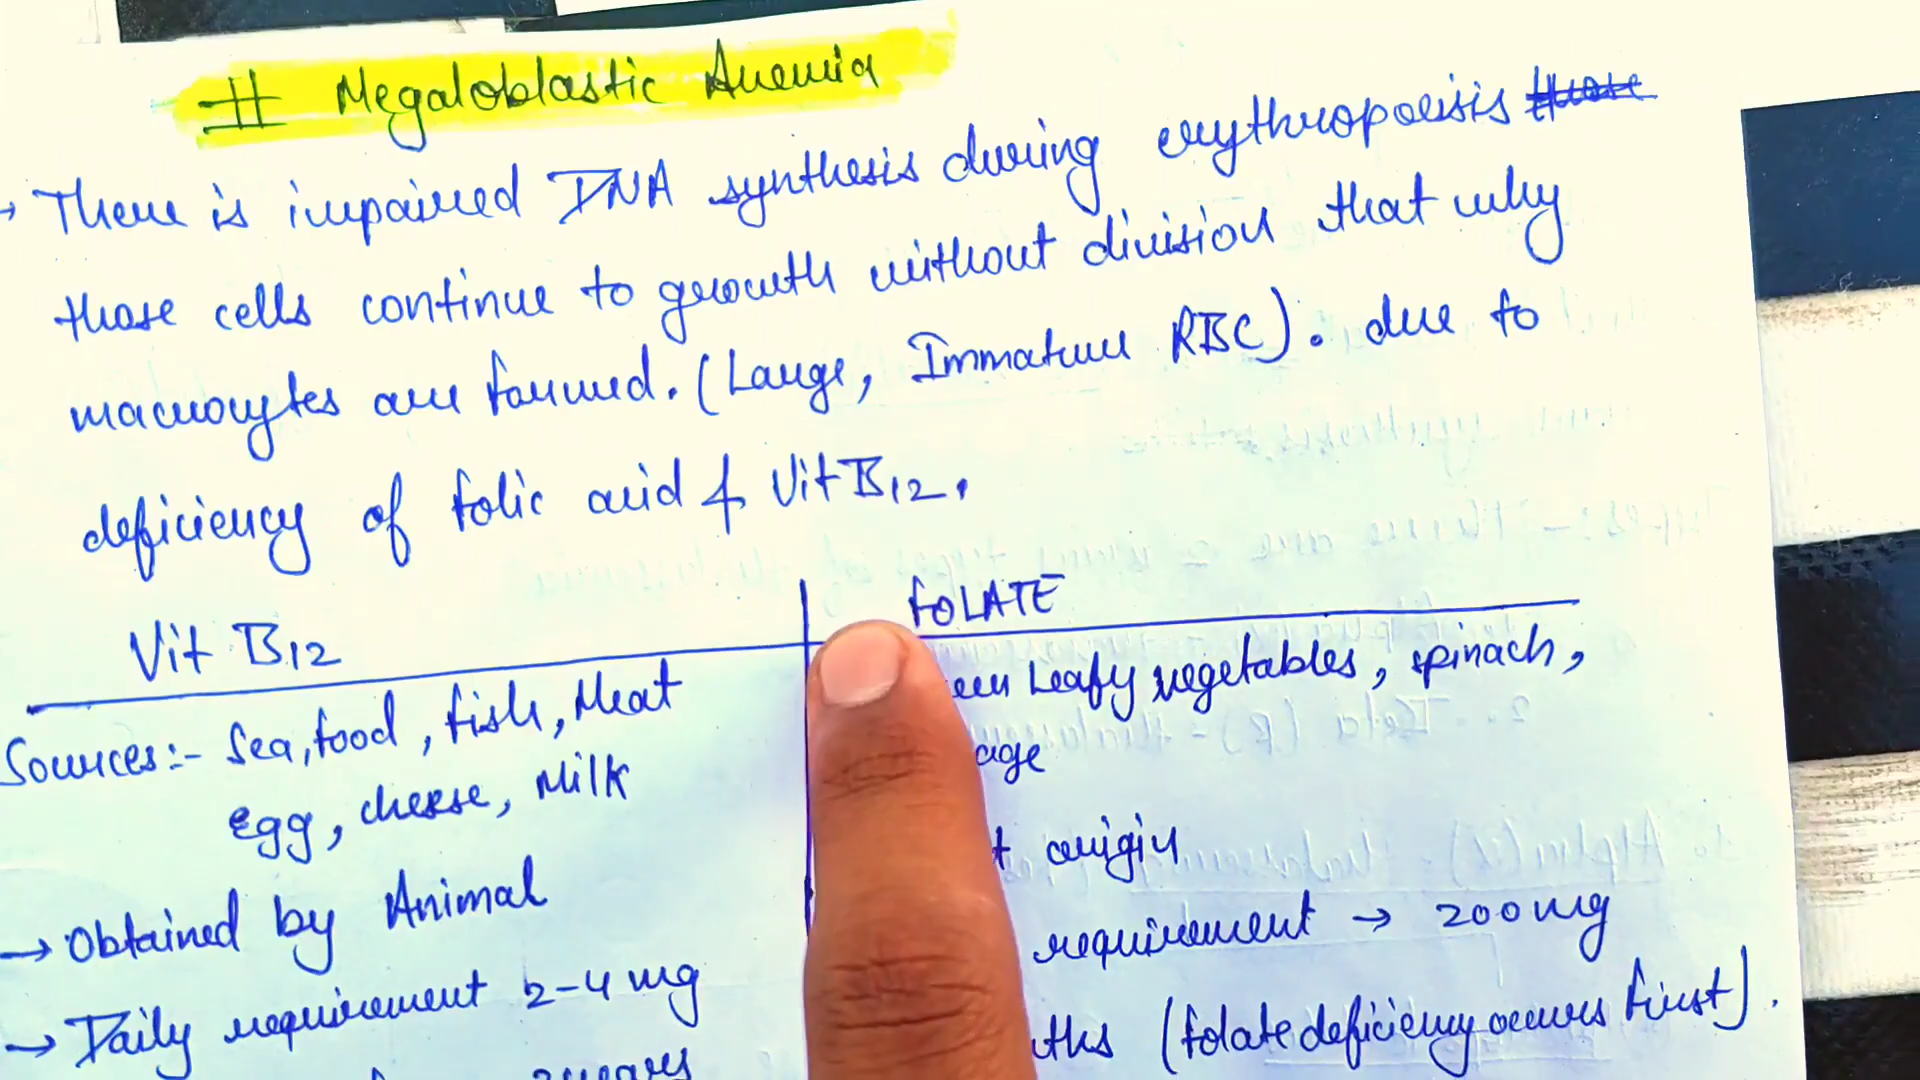 # Megaloblastic Anemia
→ There is impaired DNA synthesis during erythropoeisis
those cells continue to growth without division that why
macrocytes are formed. (Large, Immature RBC). due to
deficiency of folic acid & Vit B12.
Vit B12
FOLATE
Sources:- Sea, food, fish, Meat
egg, cheese, Milk
→ Obtained by Animal
→ Daily requirement 2-4 mg
years
Leafy vegetables, spinach,
age
t origin
requirement → 200 mg
ths (folate deficiency occurs first).